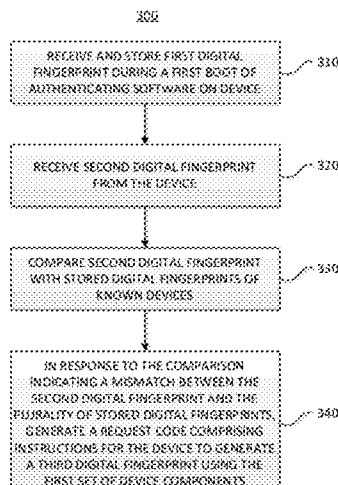 300
RECEIVE AND STORE FIRST DIGITAL
FINGERPRINT DURING A FIRST BOOT OF
AUTHENTICATING SOFTWARE ON DEVICE
310
RECEIVE SECOND DIGITAL FINGERPRINT
FROM THE DEVICE
320
COMPARE SECOND DIGITAL FINGERPRINT
WITH STORED DIGITAL FINGERPRINTS OF
KNOWN DEVICES
330
IN RESPONSE TO THE COMPARISON
INDICATING A MISMATCH BETWEEN THE
SECOND DIGITAL FINGERPRINT AND THE
PLURALITY OF STORED DIGITAL FINGERPRINTS,
GENERATE A REQUEST CODE COMPRISING
INSTRUCTIONS FOR THE DEVICE TO GENERATE
A THIRD DIGITAL FINGERPRINT USING THE
FIRST SET OF DEVICE COMPONENTS
340